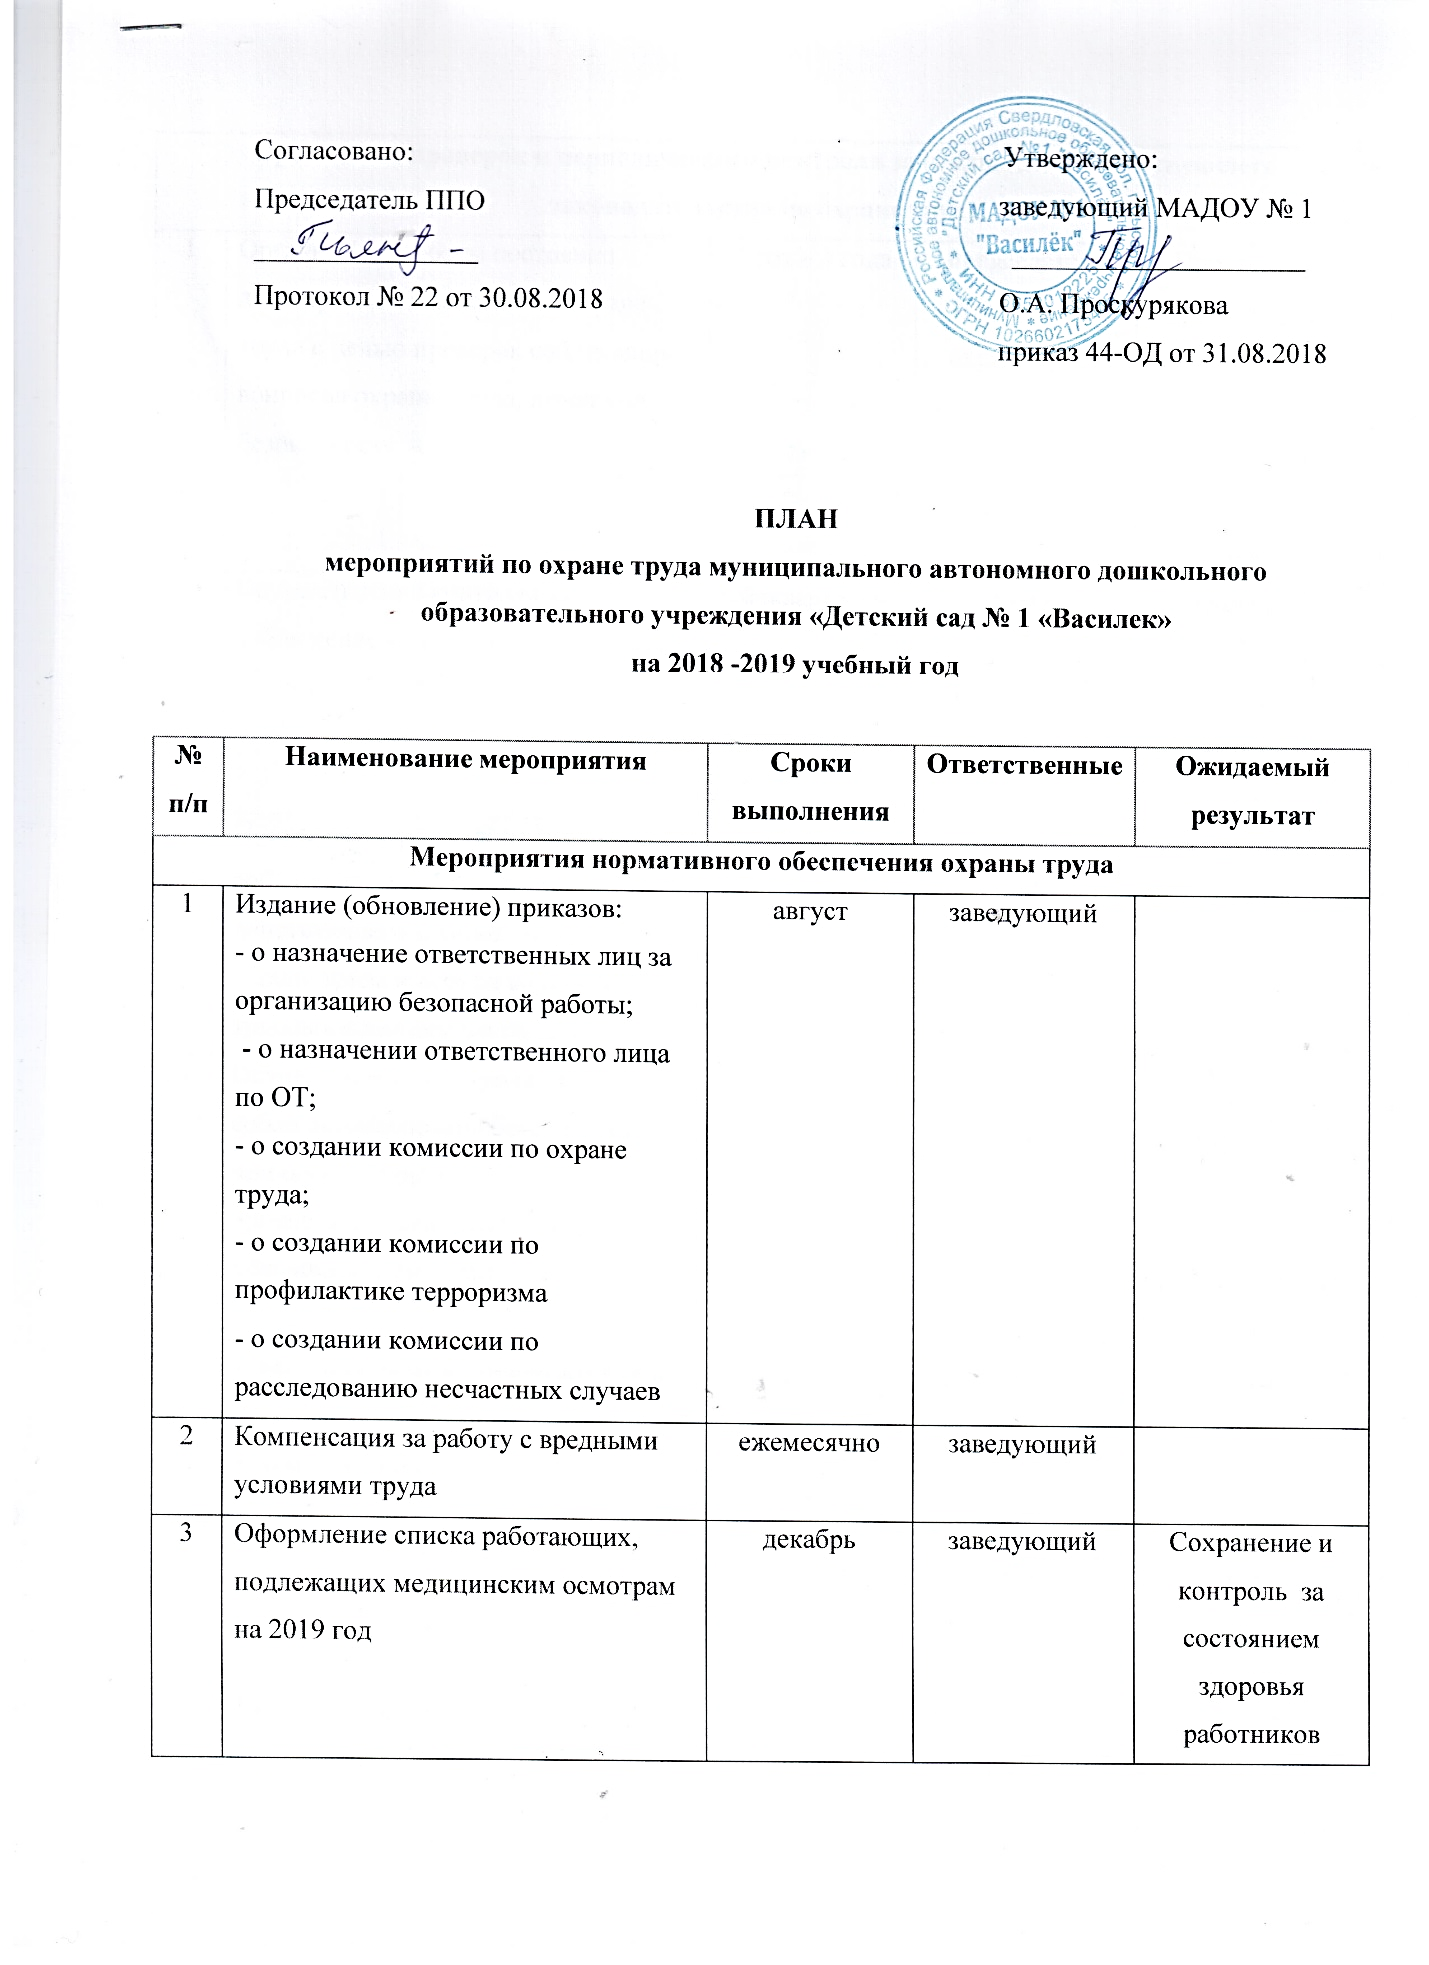 Согласовано:
Председатель ППО
Протокол № 22 от 30.08.2018
Утверждено:
заведующий МАДОУ № 1
О.А. Проскурякова
приказ 44-ОД от 31.08.2018
"Василёк"
ПЛАН
мероприятий по охране труда муниципального автономного дошкольного
образовательного учреждения «Детский сад № 1 «Василек»
на 2018 -2019 учебный год
№
п/п
Наименование мероприятия
Сроки
выполнения
Ответственные
Ожидаемый
результат
Мероприятия нормативного обеспечения охраны труда
1
Издание (обновление) приказов:
- о назначение ответственных лиц за
организацию безопасной работы;
- о назначении ответственного лица
по ОТ;
- о создании комиссии по охране
труда;
- о создании комиссии по
профилактике терроризма
- о создании комиссии по
расследованию несчастных случаев
август
заведующий
2
Компенсация за работу с вредными
условиями труда
ежемесячно
заведующий
3
Оформление списка работающих,
подлежащих медицинским осмотрам
на 2019 год
декабрь
заведующий
Сохранение и
контроль за
состоянием
здоровья
работников